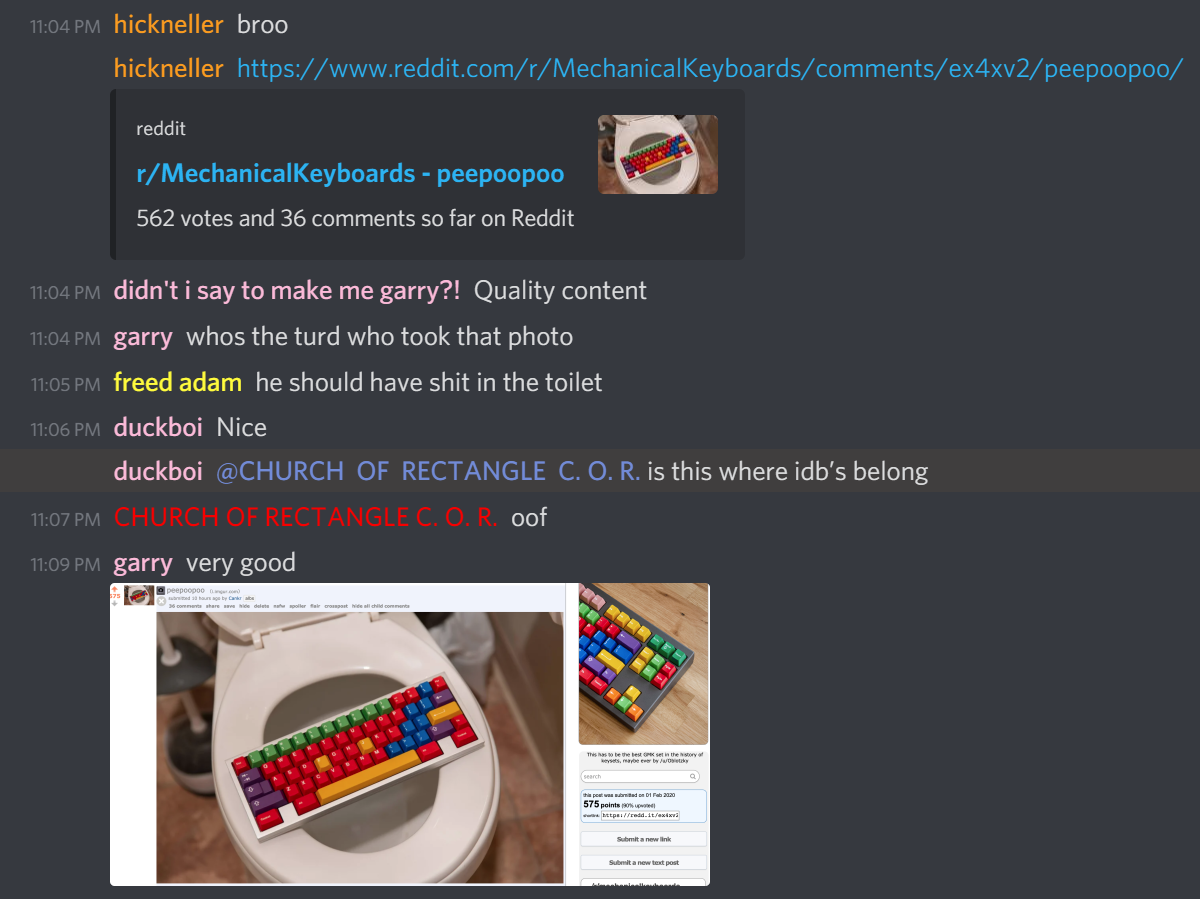 11:04 PM hickneller broo
hickneller https://www.reddit.com/r/MechanicalKeyboards/comments/ex4xv2/peepoopoo/
reddit
r/MechanicalKeyboards - peepoopoo
562 votes and 36 comments so far on Reddit
11:04 PM didn't i say to make me garry?! Quality content
11:04 PM garry whos the turd who took that photo
11:05 PM freed adam he should have shit in the toilet
11:06 PM duckboi Nice
duckboi @CHURCH OF RECTANGLE C. O. R. is this where idb’s belong
11:07 PM CHURCH OF RECTANGLE C. O. R. oof
11:09 PM garry very good
575
peepoopoo (i.imgur.com)
submitted 10 hours ago by
36 comments share save hide delete nsfw spoiler flair crosspost hide all child comments
This has to be the best GMK set in the history of
keysets, maybe ever by /u/Oblotzky
search
this post was submitted on 01 Feb 2020
575 points (90% upvoted)
shortlink: https://redd.it/ex4xv2
Submit a new link
Submit a new text post